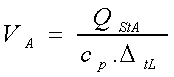 V_A = Q_StA / c_p . Δ_tL